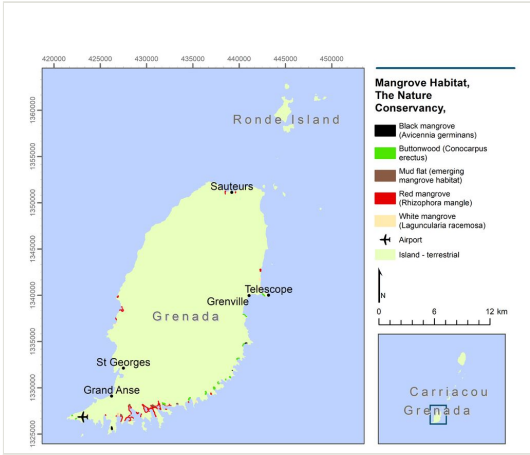 420000 425000 430000 435000 440000 445000 450000
1360000
1355000
1350000
1345000
1340000
1335000
1330000
1325000
Ronde Island
Sauteurs
Telescope
Grenville
Grenada
St Georges
Grand Anse
Mangrove Habitat,
The Nature
Conservancy,
Black mangrove
(Avicennia germinans)
Buttonwood (Conocarpus
erectus)
Mud flat (emerging
mangrove habitat)
Red mangrove
(Rhizophora mangle)
White mangrove
(Laguncularia racemosa)
Airport
Island - terrestrial
N
0 6 12 km
Carriacou
Grenada